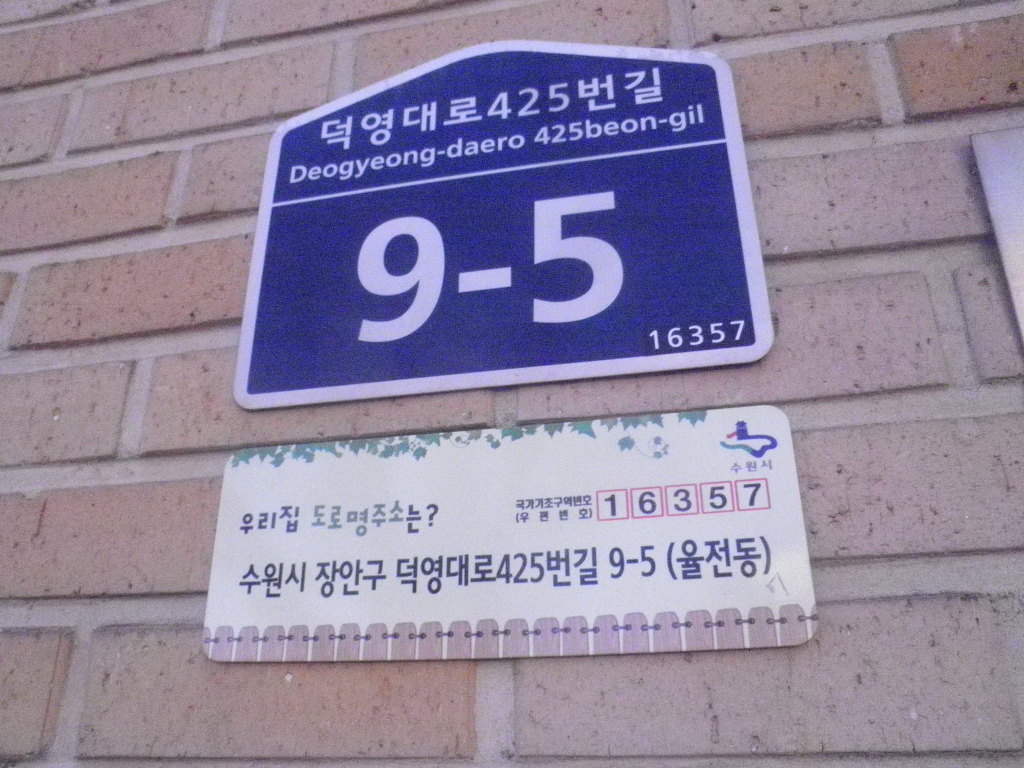 덕영대로425번길
Deogyeong-daero 425beon-gil
9-5
16357
수원시
우리집 도로명주소는?
국가기초구역번호
(우편번호)
16357
수원시 장안구 덕영대로425번길 9-5 (율전동)